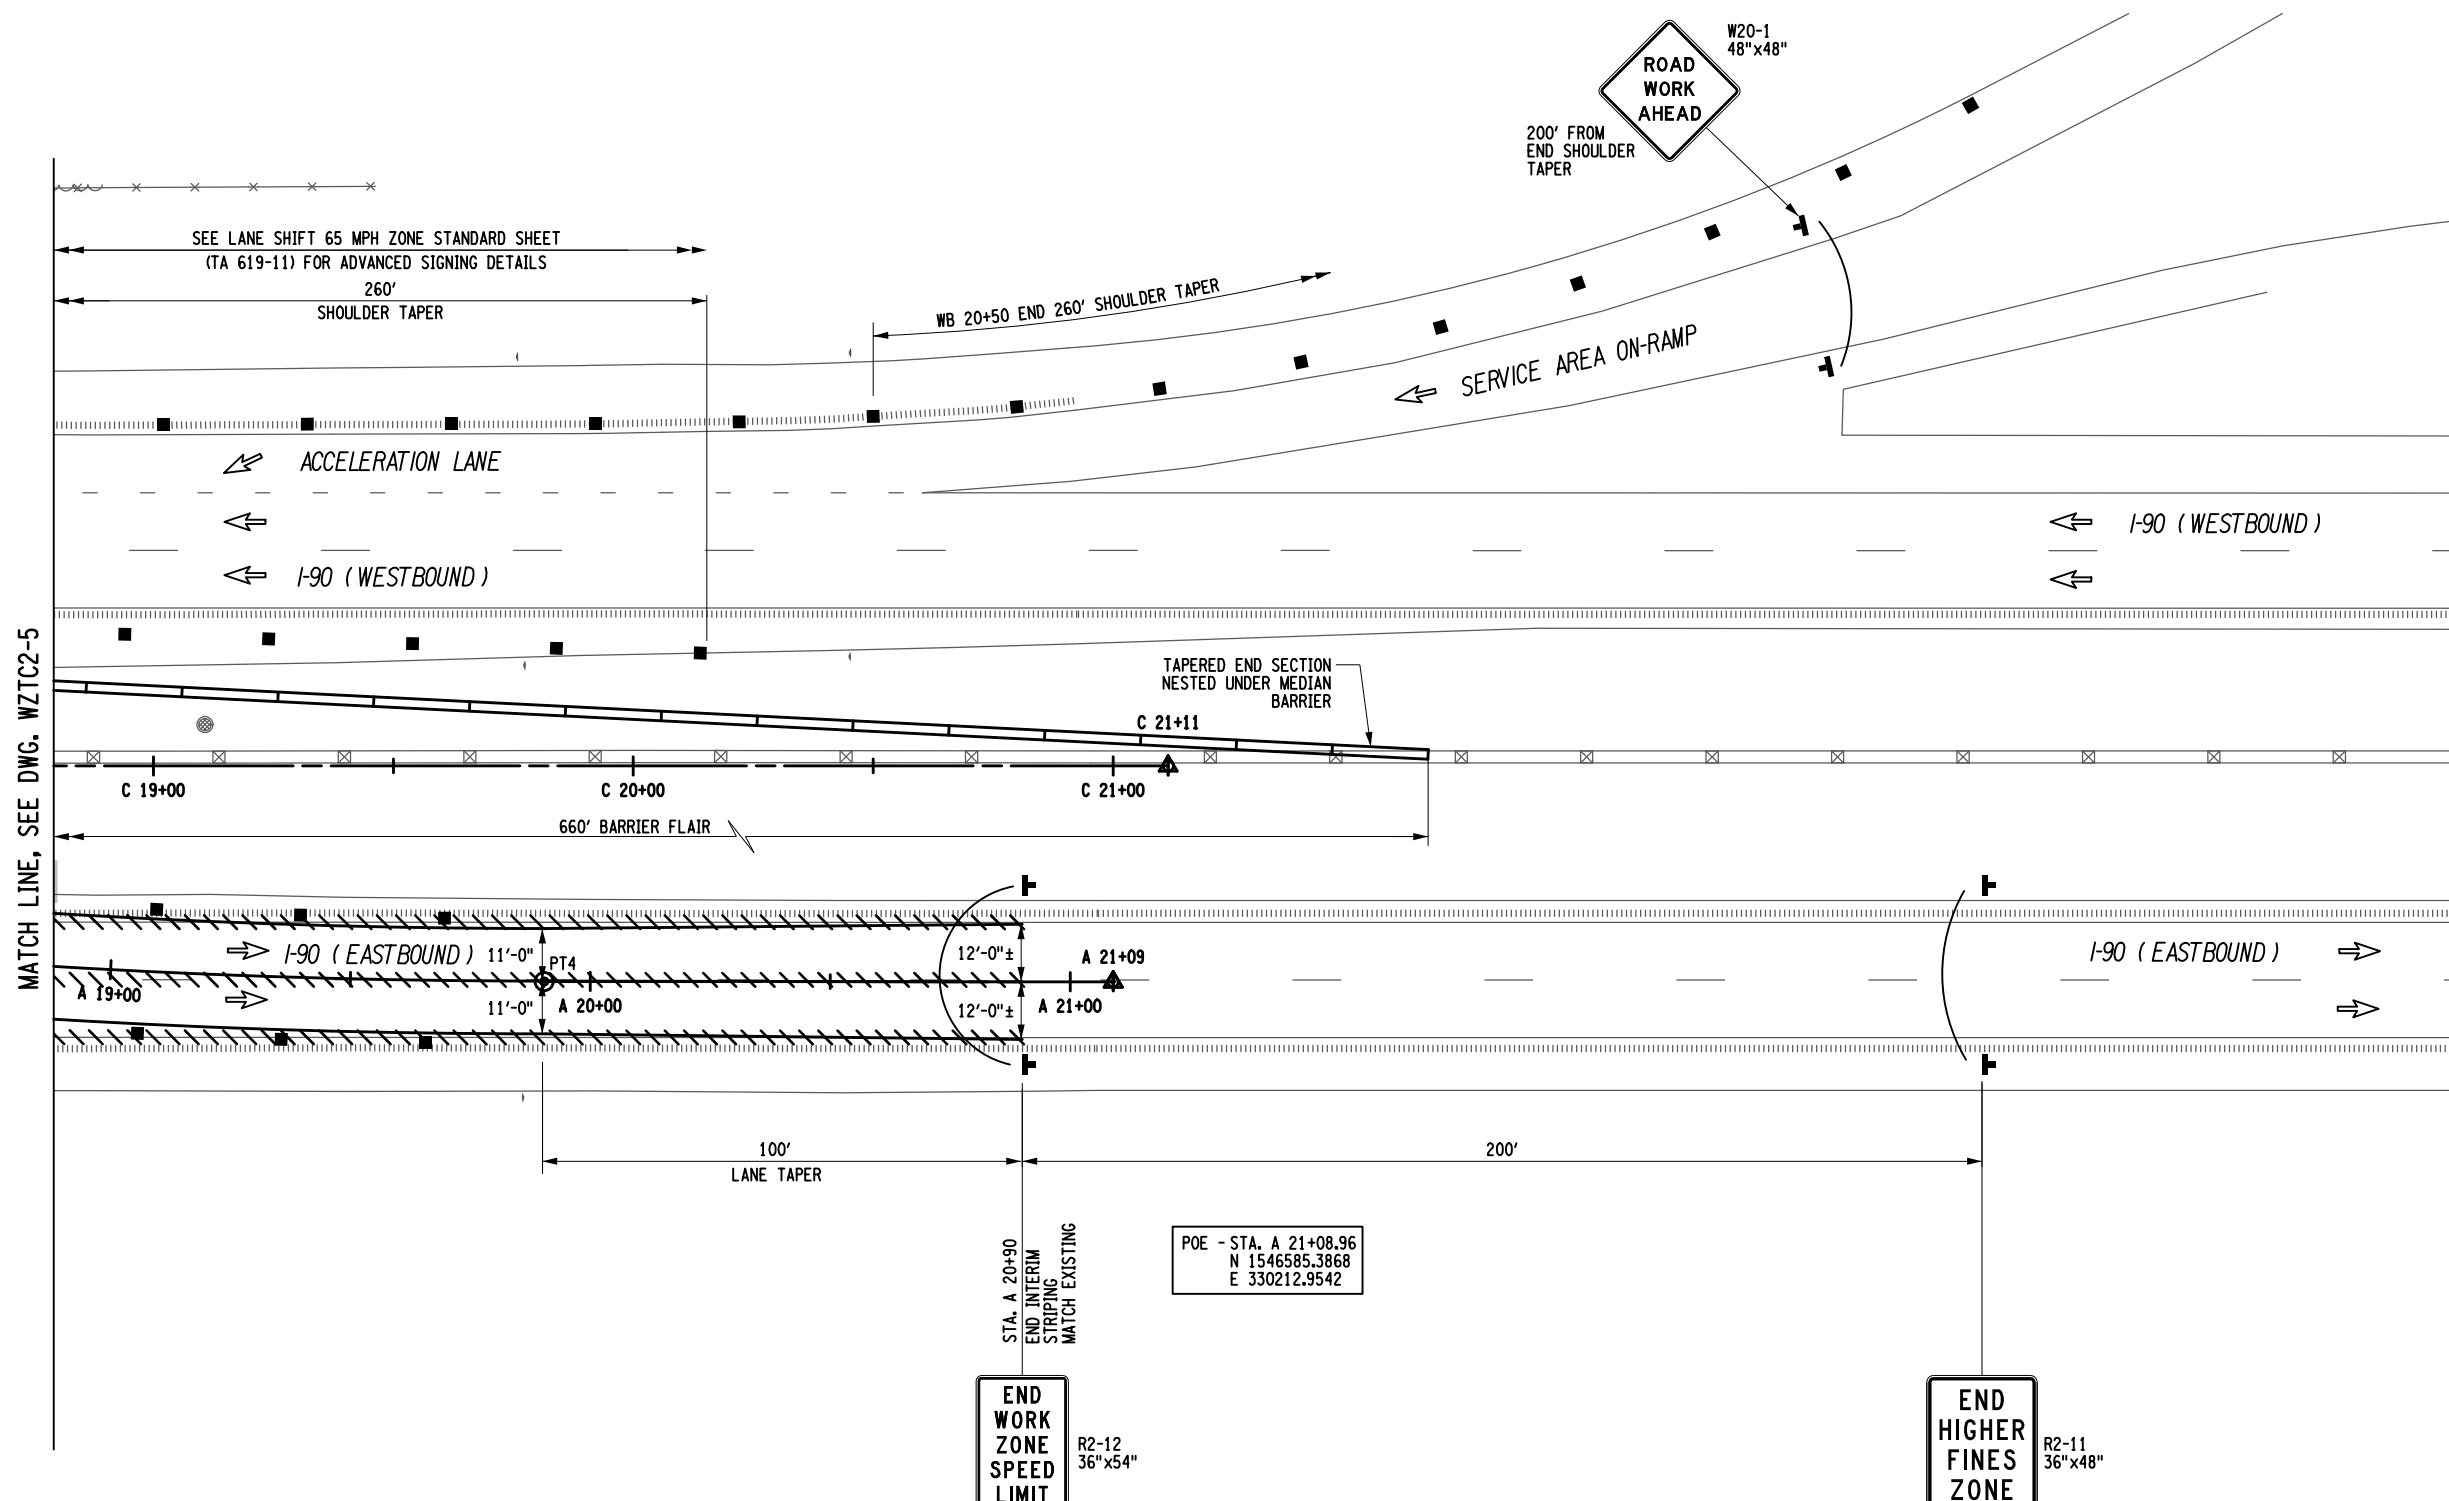 W20-1
48"x48"
ROAD
WORK
AHEAD
200' FROM
END SHOULDER
TAPER
SEE LANE SHIFT 65 MPH ZONE STANDARD SHEET
(TA 619-11) FOR ADVANCED SIGNING DETAILS
260'
SHOULDER TAPER
WB 20+50 END 260' SHOULDER TAPER
SERVICE AREA ON-RAMP
ACCELERATION LANE
I-90 (WESTBOUND)
I-90 (WESTBOUND)
MATCH LINE, SEE DWG. WZTC2-5
TAPERED END SECTION
NESTED UNDER MEDIAN
BARRIER
C 21+11
C 19+00
C 20+00
C 21+00
660' BARRIER FLAIR
I-90 (EASTBOUND)
11'-0"
PT4
12'-0"±
A 21+09
I-90 (EASTBOUND)
A 19+00
11'-0"
A 20+00
12'-0"±
A 21+00
100'
LANE TAPER
200'
STA. A 20+90
END INTERIM
STRIPING
MATCH EXISTING
POE - STA. A 21+08.96
N 1546585.3868
E 330212.9542
END
WORK
ZONE
SPEED
LIMIT
R2-12
36"x54"
END
HIGHER
FINES
ZONE
R2-11
36"x48"